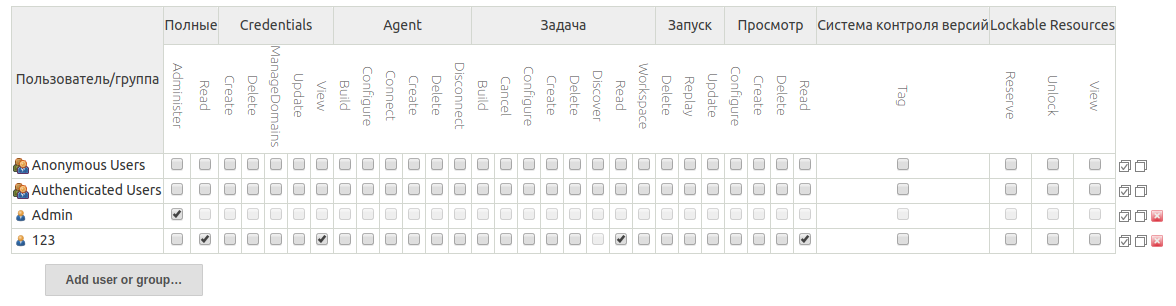 Пользователь/группа Полные Credentials Agent Задача Запуск Просмотр Система контроля версий Lockable Resources
Administer Read Create Delete ManageDomains Update View Build Configure Connect Create Delete Disconnect Build Cancel Configure Create Delete Discover Read Workspace Delete Replay Update Configure Create Delete Read Tag Reserve Unlock View
Anonymous Users
Authenticated Users
Admin
123
Add user or group...